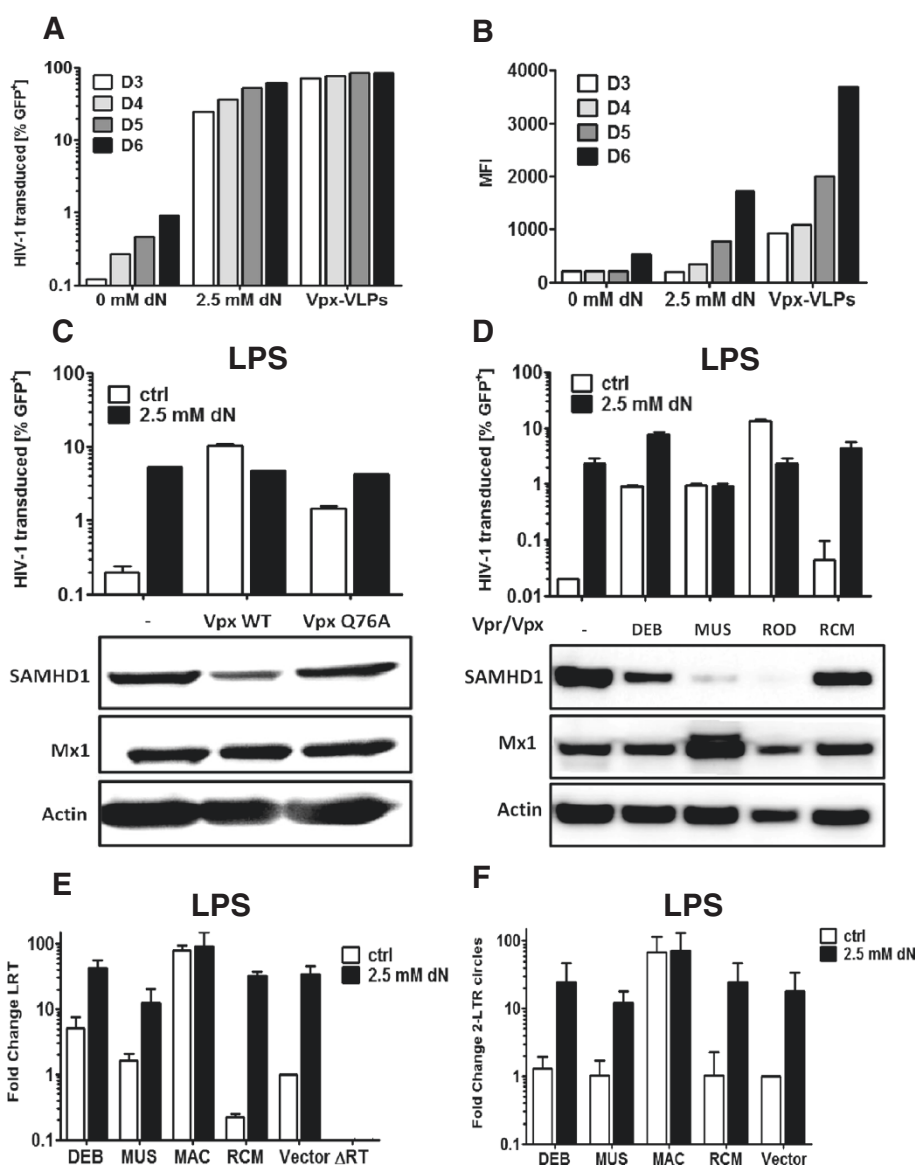 A
HIV-1 transduced [% GFP+]
100
10
1
0.1
D3
D4
D5
D6
0 mM dN 2.5 mM dN Vpx-VLPs
B
MFI
4000
3000
2000
1000
0
D3
D4
D5
D6
0 mM dN 2.5 mM dN Vpx-VLPs
C
LPS
HIV-1 transduced [% GFP+]
100
10
1
0.1
ctrl
2.5 mM dN
- Vpx WT Vpx Q76A
SAMHD1
Mx1
Actin
D
LPS
HIV-1 transduced [% GFP+]
100
10
1
0.1
0.01
ctrl
2.5 mM dN
Vpr/Vpx - DEB MUS ROD RCM
SAMHD1
Mx1
Actin
E
LPS
Fold Change LRT
100
10
1
0.1
ctrl
2.5 mM dN
DEB MUS MAC RCM Vector ΔRT
F
LPS
Fold Change 2-LTR circles
100
10
1
0.1
ctrl
2.5 mM dN
DEB MUS MAC RCM Vector